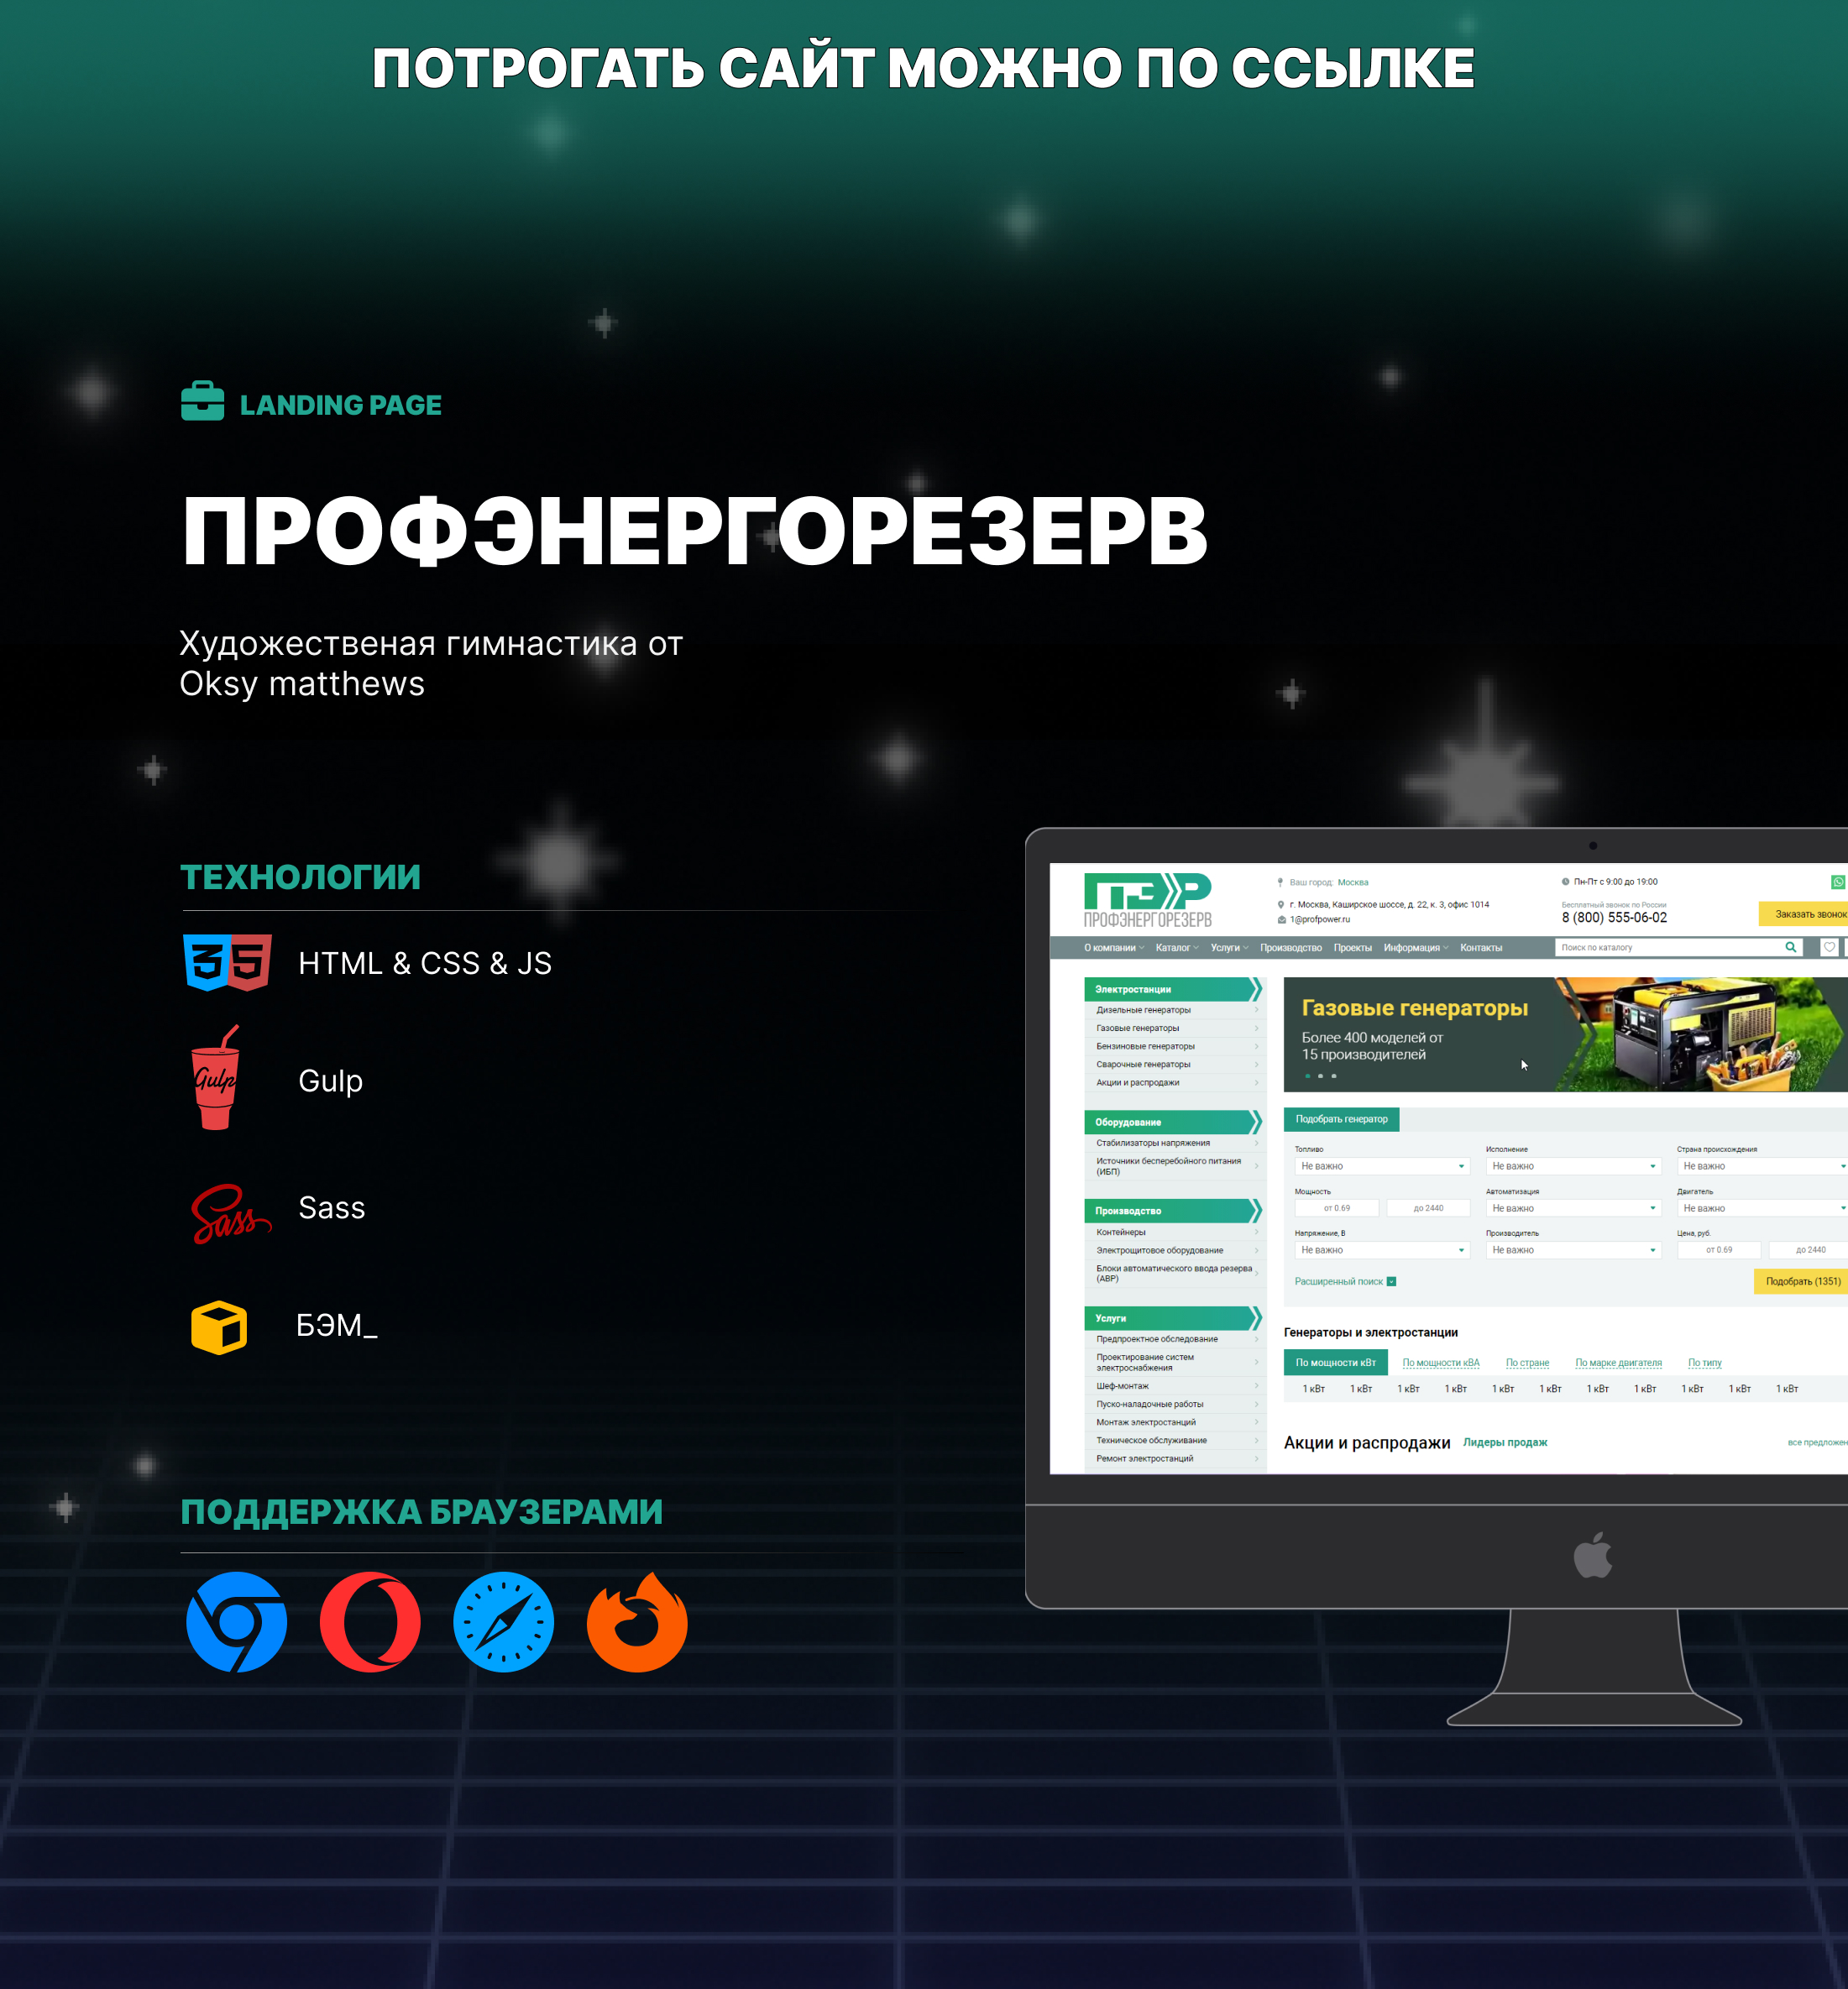 ПОТРОГАТЬ САЙТ МОЖНО ПО ССЫЛКЕ
LANDING PAGE
ПРОФЭНЕРГОРЕЗЕРВ
Художественая гимнастика от
Oksy matthews
ТЕХНОЛОГИИ
HTML & CSS & JS
Gulp
Gulp
Sass
Sass
БЭМ_
ПОДДЕРЖКА БРАУЗЕРАМИ
ПЭР
ПРОФЭНЕРГОРЕЗЕРВ
Ваш город: Москва
г. Москва, Каширское шоссе, д. 22, к. 3, офис 1014
1@profpower.ru
Пн-Пт с 9:00 до 19:00
Бесплатный звонок по России
8 (800) 555-06-02
Заказать звонок
О компании Каталог Услуги Производство Проекты Информация Контакты
Поиск по каталогу
Электростанции
Дизельные генераторы
Газовые генераторы
Бензиновые генераторы
Сварочные генераторы
Акции и распродажи
Оборудование
Стабилизаторы напряжения
Источники бесперебойного питания
(ИБП)
Производство
Контейнеры
Электрощитовое оборудование
Блоки автоматического ввода резерва
(АВР)
Услуги
Предпроектное обследование
Проектирование систем
электроснабжения
Шеф-монтаж
Пуско-наладочные работы
Монтаж электростанций
Техническое обслуживание
Ремонт электростанций
Газовые генераторы
Более 400 моделей от
15 производителей
Подобрать генератор
Топливо Исполнение Страна происхождения
Не важно Не важно Не важно
Мощность Автоматизация Двигатель
от 0.69 до 2440 Не важно Не важно
Напряжение, В Производитель Цена, руб.
Не важно Не важно от 0.69 до 2440
Расширенный поиск
Подобрать (1351)
Генераторы и электростанции
По мощности кВт По мощности кВА По стране По марке двигателя По типу
1 кВт 1 кВт 1 кВт 1 кВт 1 кВт 1 кВт 1 кВт 1 кВт 1 кВт 1 кВт 1 кВт
Акции и распродажи Лидеры продаж
все предложен